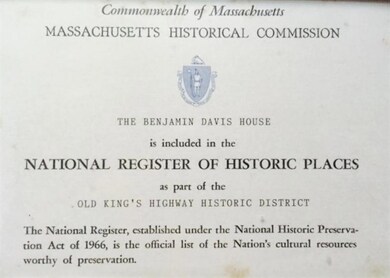 Commonwealth of Massachusetts
MASSACHUSETTS HISTORICAL COMMISSION
THE BENJAMIN DAVIS HOUSE
is included in the
NATIONAL REGISTER OF HISTORIC PLACES
as part of the
OLD KING'S HIGHWAY HISTORIC DISTRICT
The National Register, established under the National Historic Preserva-
tion Act of 1966, is the official list of the Nation's cultural resources
worthy of preservation.